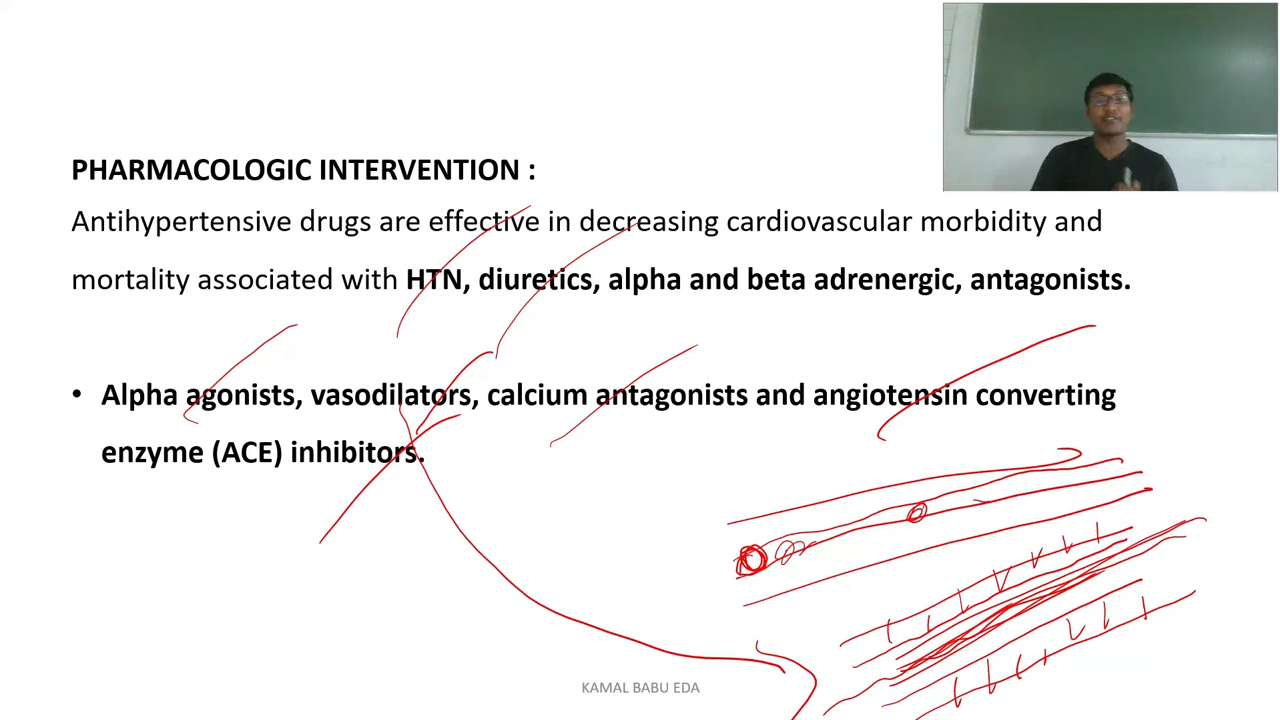 PHARMACOLOGIC INTERVENTION :
Antihypertensive drugs are effective in decreasing cardiovascular morbidity and
mortality associated with HTN, diuretics, alpha and beta adrenergic, antagonists.
• Alpha agonists, vasodilators, calcium antagonists and angiotensin converting
enzyme (ACE) inhibitors.
KAMAL BABU EDA